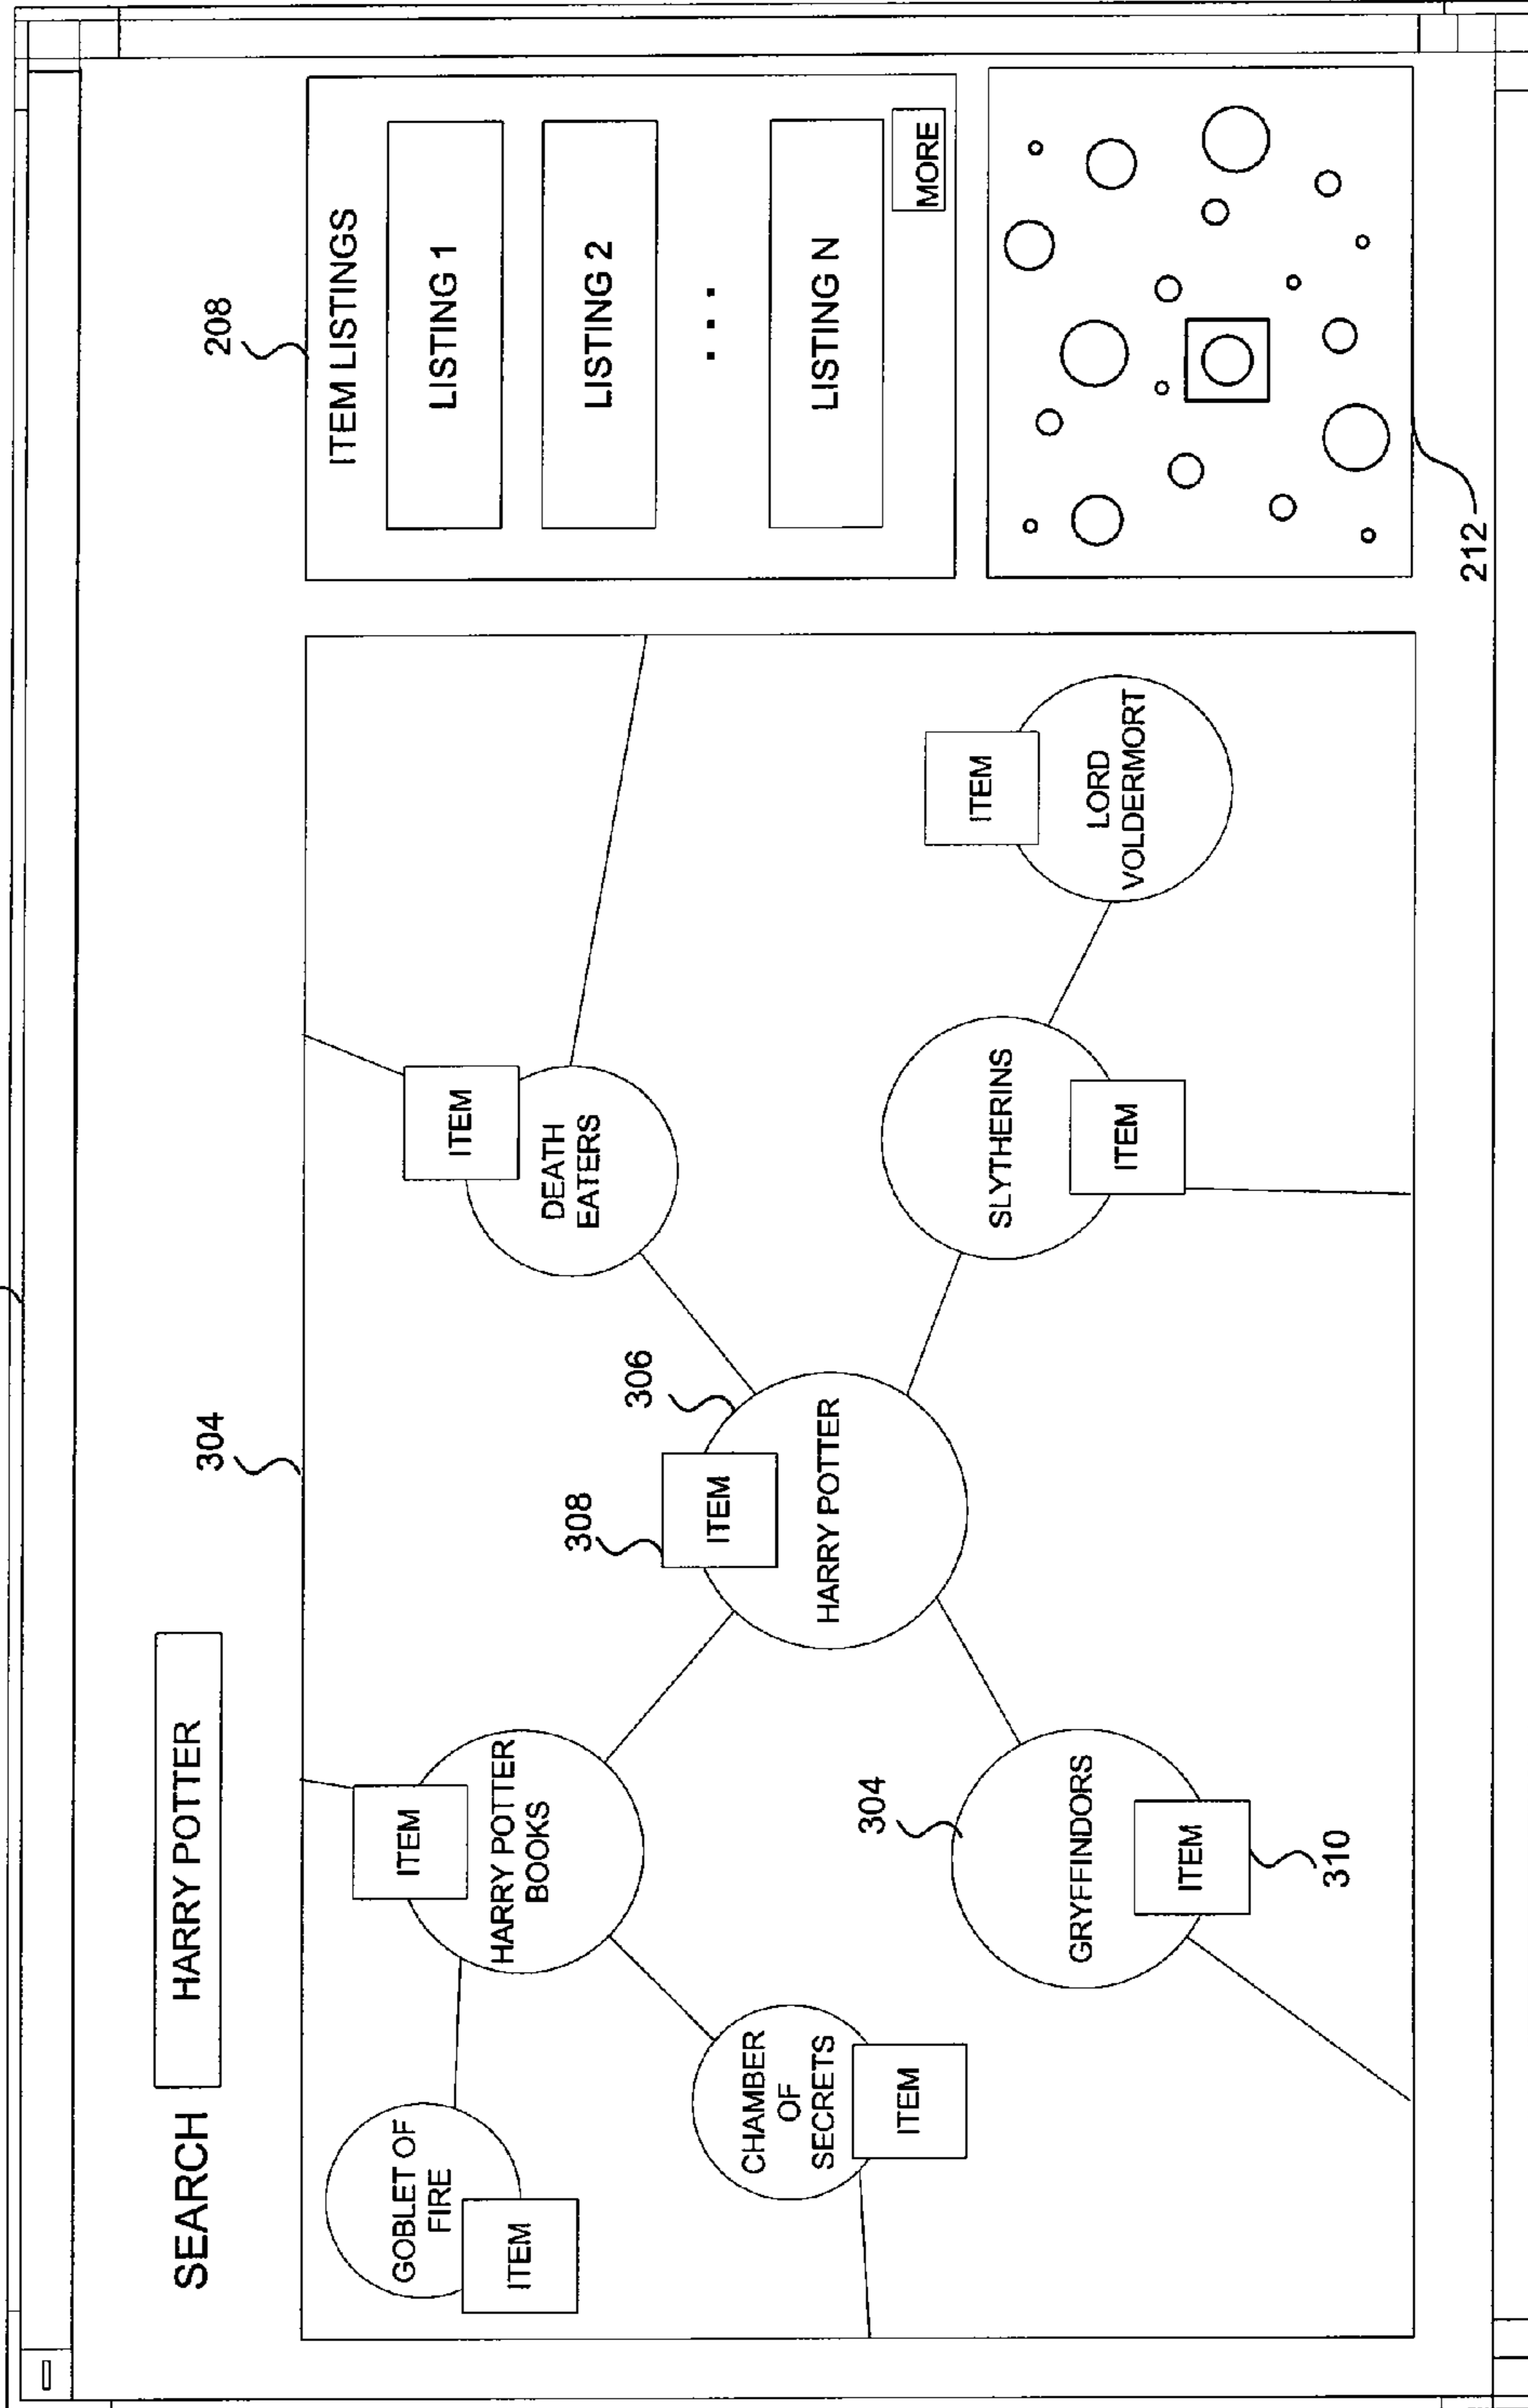 SEARCH
HARRY POTTER
304
208
ITEM LISTINGS
LISTING 1
LISTING 2
. . .
LISTING N
MORE
212
GOBLET OF
FIRE
ITEM
ITEM
HARRY POTTER
BOOKS
CHAMBER
OF
SECRETS
ITEM
308
306
ITEM
HARRY POTTER
304
GRYFFINDORS
ITEM
310
ITEM
DEATH
EATERS
SLYTHERINS
ITEM
ITEM
LORD
VOLDERMORT